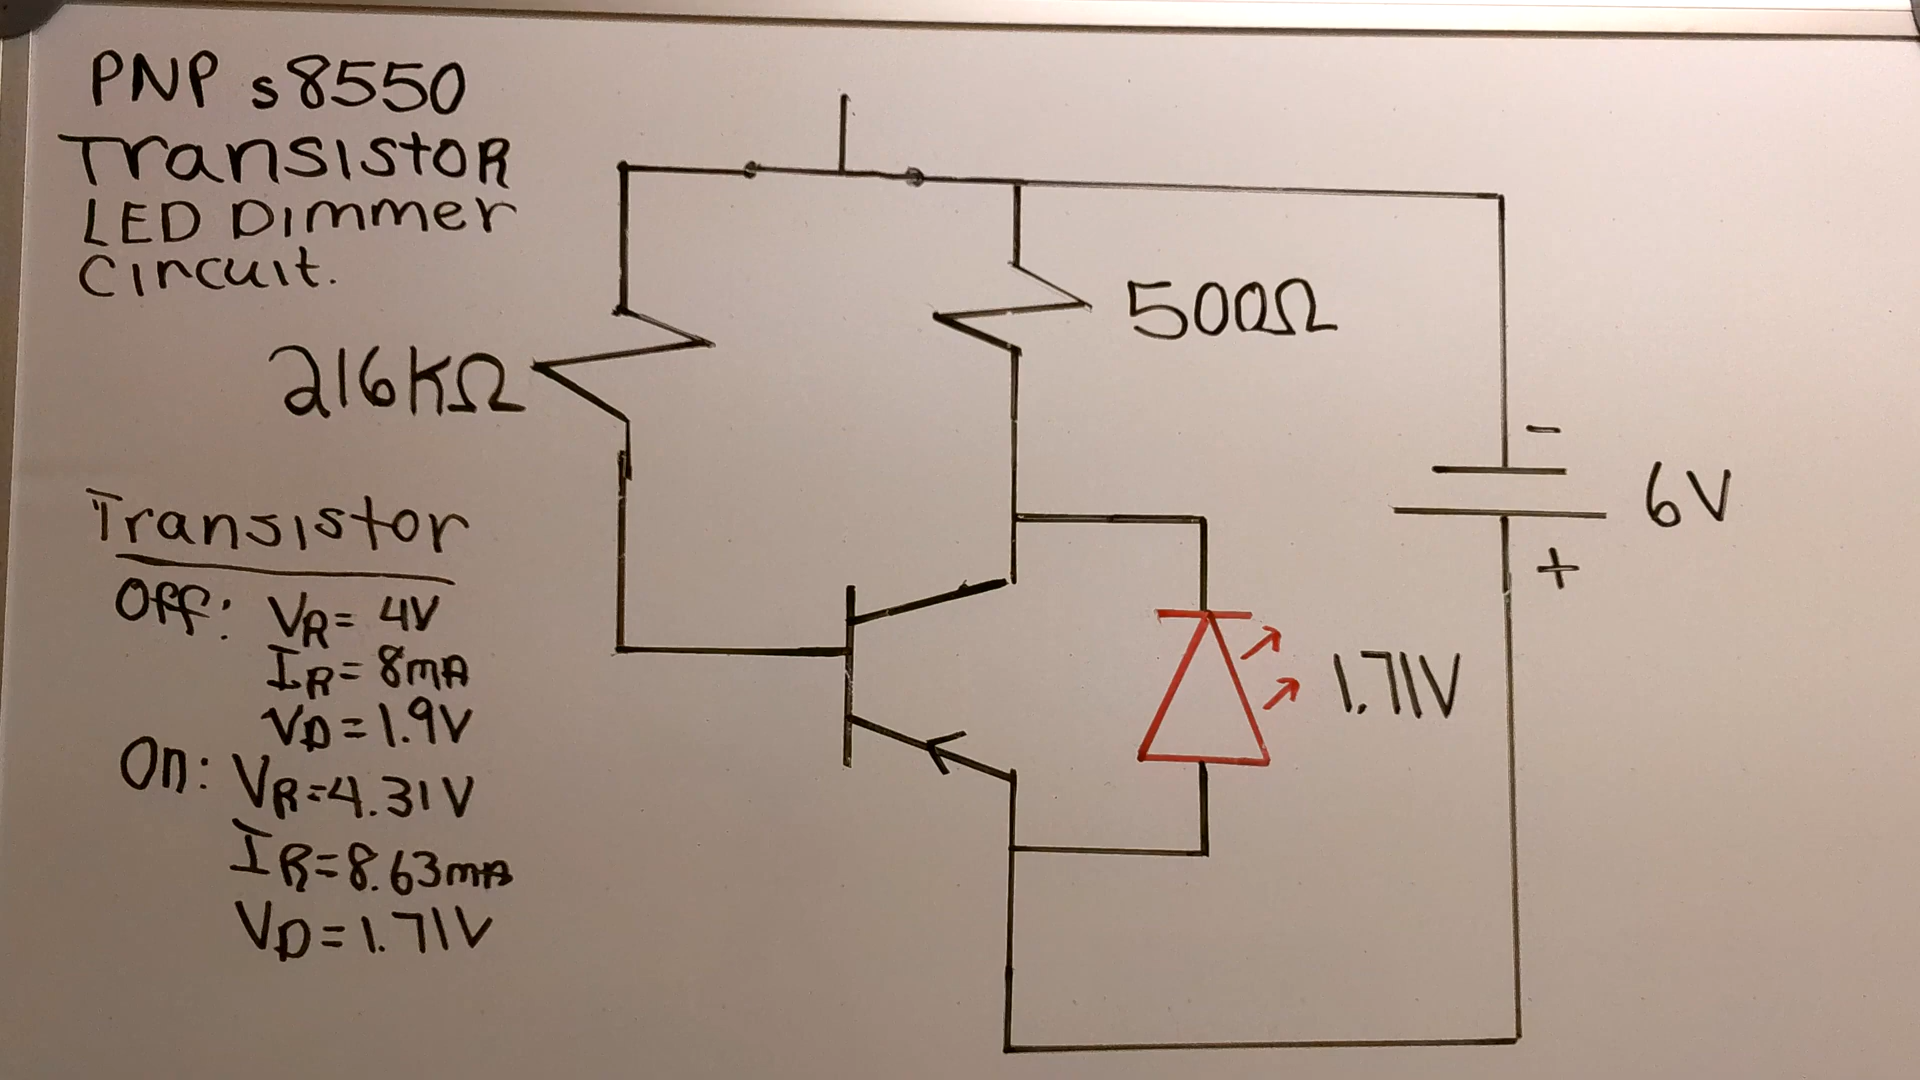 PNP s8550
Transistor
LED Dimmer
Circuit.
216KΩ
500Ω
-
6V
+
1.71V
Transistor
Off: VR= 4V
IR= 8mA
VD=1.9V
On: VR=4.31V
IR=8.63mA
VD=1.71V